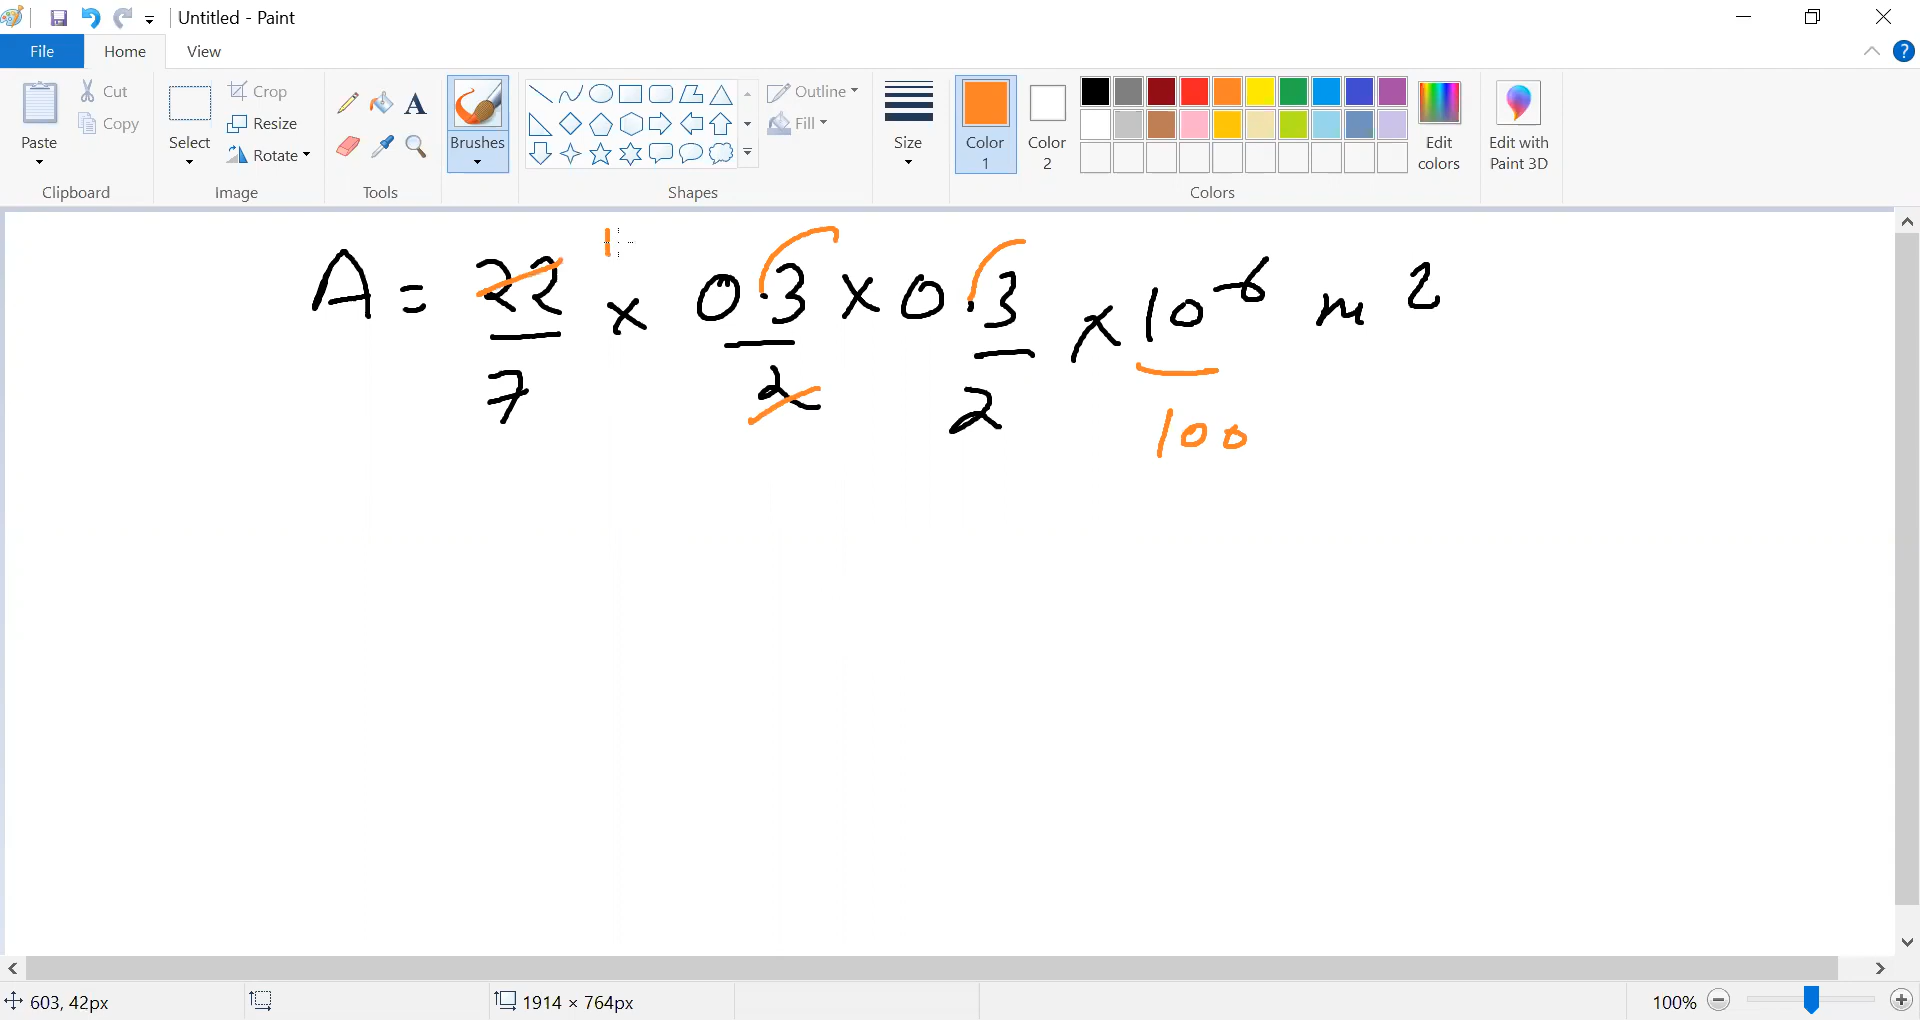 Untitled - Paint
File Home View
Paste
Cut
Copy
Clipboard
Select
Crop
Resize
Rotate
Image
A
Tools
Brushes
Shapes
Outline
Fill
Size
Color 1
Color 2
Colors
Edit colors
Edit with Paint 3D
?
1
A = 22 × 0.3 × 0.3 × 10⁻⁶ m²
7 2 2
100
603, 42px 1914 × 764px 100%